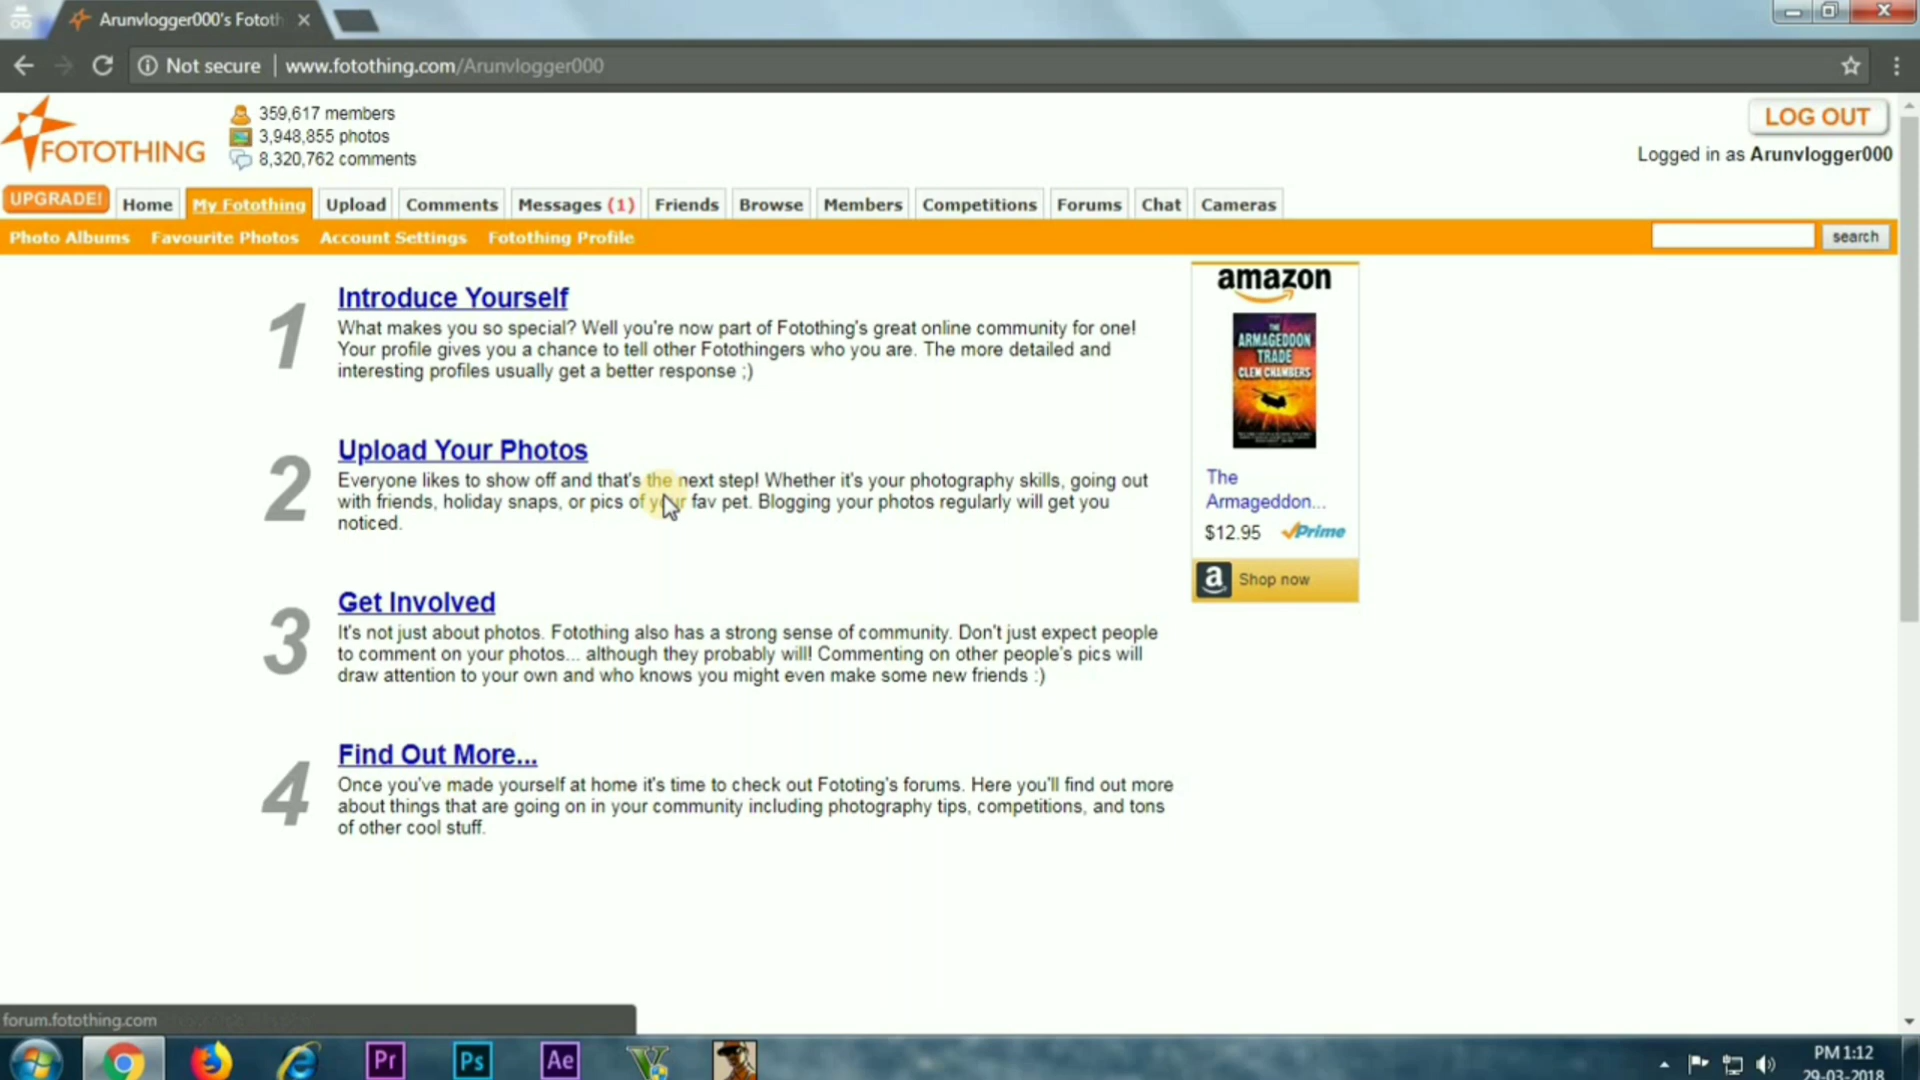 Arunvlogger000's Fototh
Not secure
www.fotothing.com/Arunvlogger000
FOTOTHING
359,617 members
3,948,855 photos
8,320,762 comments
LOG OUT
Logged in as Arunvlogger000
UPGRADE! Home My Fotothing Upload Comments Messages (1) Friends Browse Members Competitions Forums Chat Cameras
Photo Albums Favourite Photos Account Settings Fotothing Profile
search
1
Introduce Yourself
What makes you so special? Well you're now part of Fotothing's great online community for one!
Your profile gives you a chance to tell other Fotothingers who you are. The more detailed and
interesting profiles usually get a better response ;)
2
Upload Your Photos
Everyone likes to show off and that's the next step! Whether it's your photography skills, going out
with friends, holiday snaps, or pics of your fav pet. Blogging your photos regularly will get you
noticed.
3
Get Involved
It's not just about photos. Fotothing also has a strong sense of community. Don't just expect people
to comment on your photos... although they probably will! Commenting on other people's pics will
draw attention to your own and who knows you might even make some new friends :)
4
Find Out More...
Once you've made yourself at home it's time to check out Fototing's forums. Here you'll find out more
about things that are going on in your community including photography tips, competitions, and tons
of other cool stuff.
amazon
THE
ARMAGEDDON
TRADE
CLEM CHAMBERS
The
Armageddon...
$12.95 Prime
a Shop now
forum.fotothing.com
Pr
Ps
Ae
PM 1:12
29-03-2018